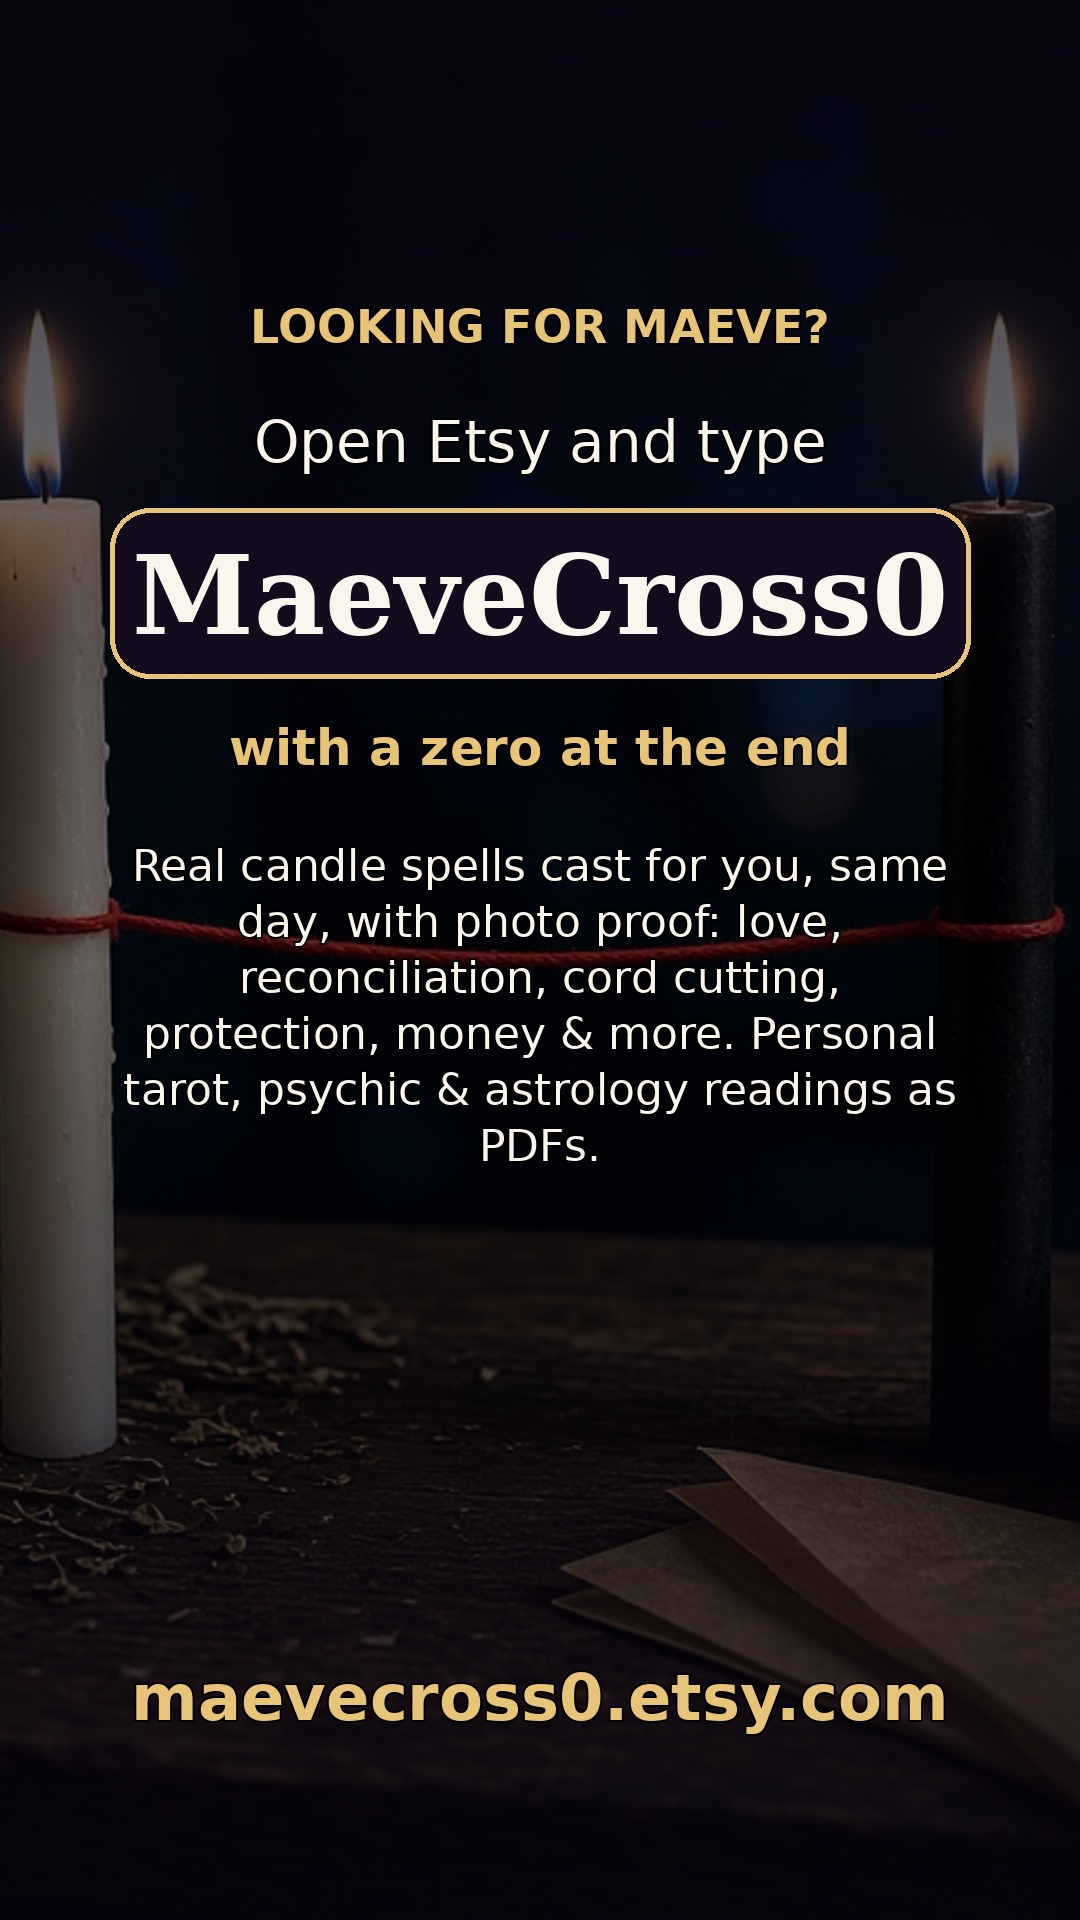 LOOKING FOR MAEVE?
Open Etsy and type
MaeveCross0
with a zero at the end
Real candle spells cast for you, same
day, with photo proof: love,
reconciliation, cord cutting,
protection, money & more. Personal
tarot, psychic & astrology readings as
PDFs.
maevecross0.etsy.com